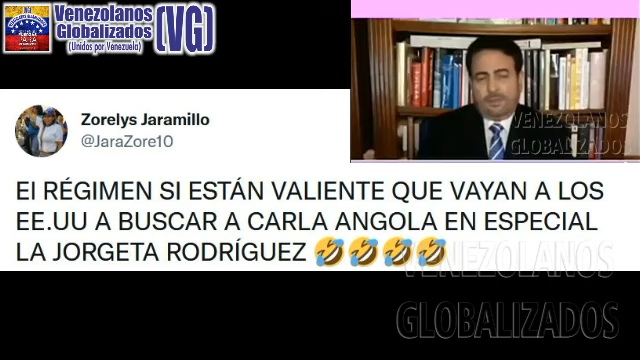 Venezolanos
Globalizados
(Unidos por Venezuela)
(VG)
VENEZOLANOS
GLOBALIZADOS
Zorelys Jaramillo
@JaraZore10
El RÉGIMEN SI ESTÁN VALIENTE QUE VAYAN A LOS
EE.UU A BUSCAR A CARLA ANGOLA EN ESPECIAL
LA JORGETA RODRÍGUEZ 🤣🤣🤣🤣
VENEZOLANOS
GLOBALIZADOS